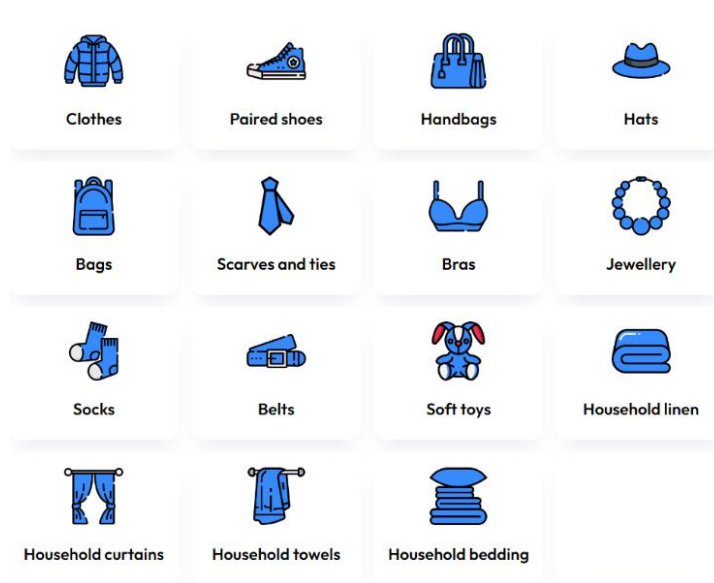 Clothes
Paired shoes
Handbags
Hats
Bags
Scarves and ties
Bras
Jewellery
Socks
Belts
Soft toys
Household linen
Household curtains
Household towels
Household bedding